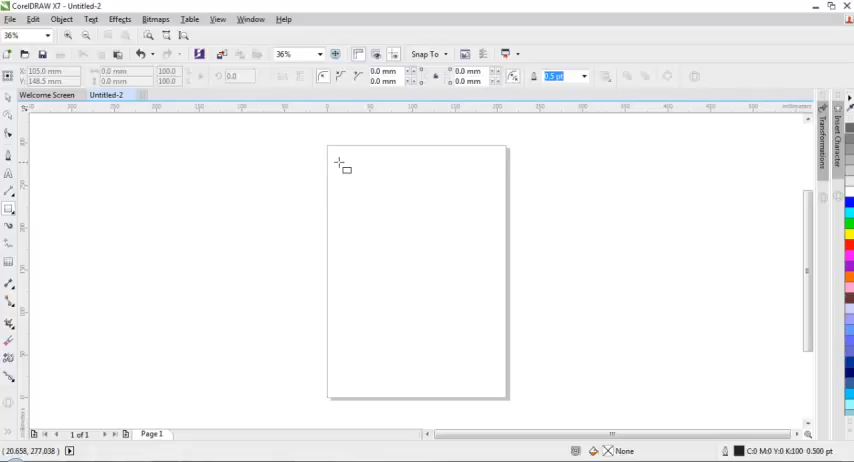 CorelDRAW X7 - Untitled-2
File Edit View Layout Object Text Effects Bitmaps Table Tools Window Help
36%
36% Snap To
X: 105.0 mm 0.0 mm 100.0 % 0.0 0.0 mm 0.0 mm 0.5 pt
Y: 148.5 mm 0.0 mm 100.0 % 0.0 mm 0.0 mm
Welcome Screen Untitled-2
millimeters
Transformations
Insert Character
1 of 1 Page 1
( 20.658, 277.038 ) None C:0 M:0 Y:0 K:100 0.500 pt